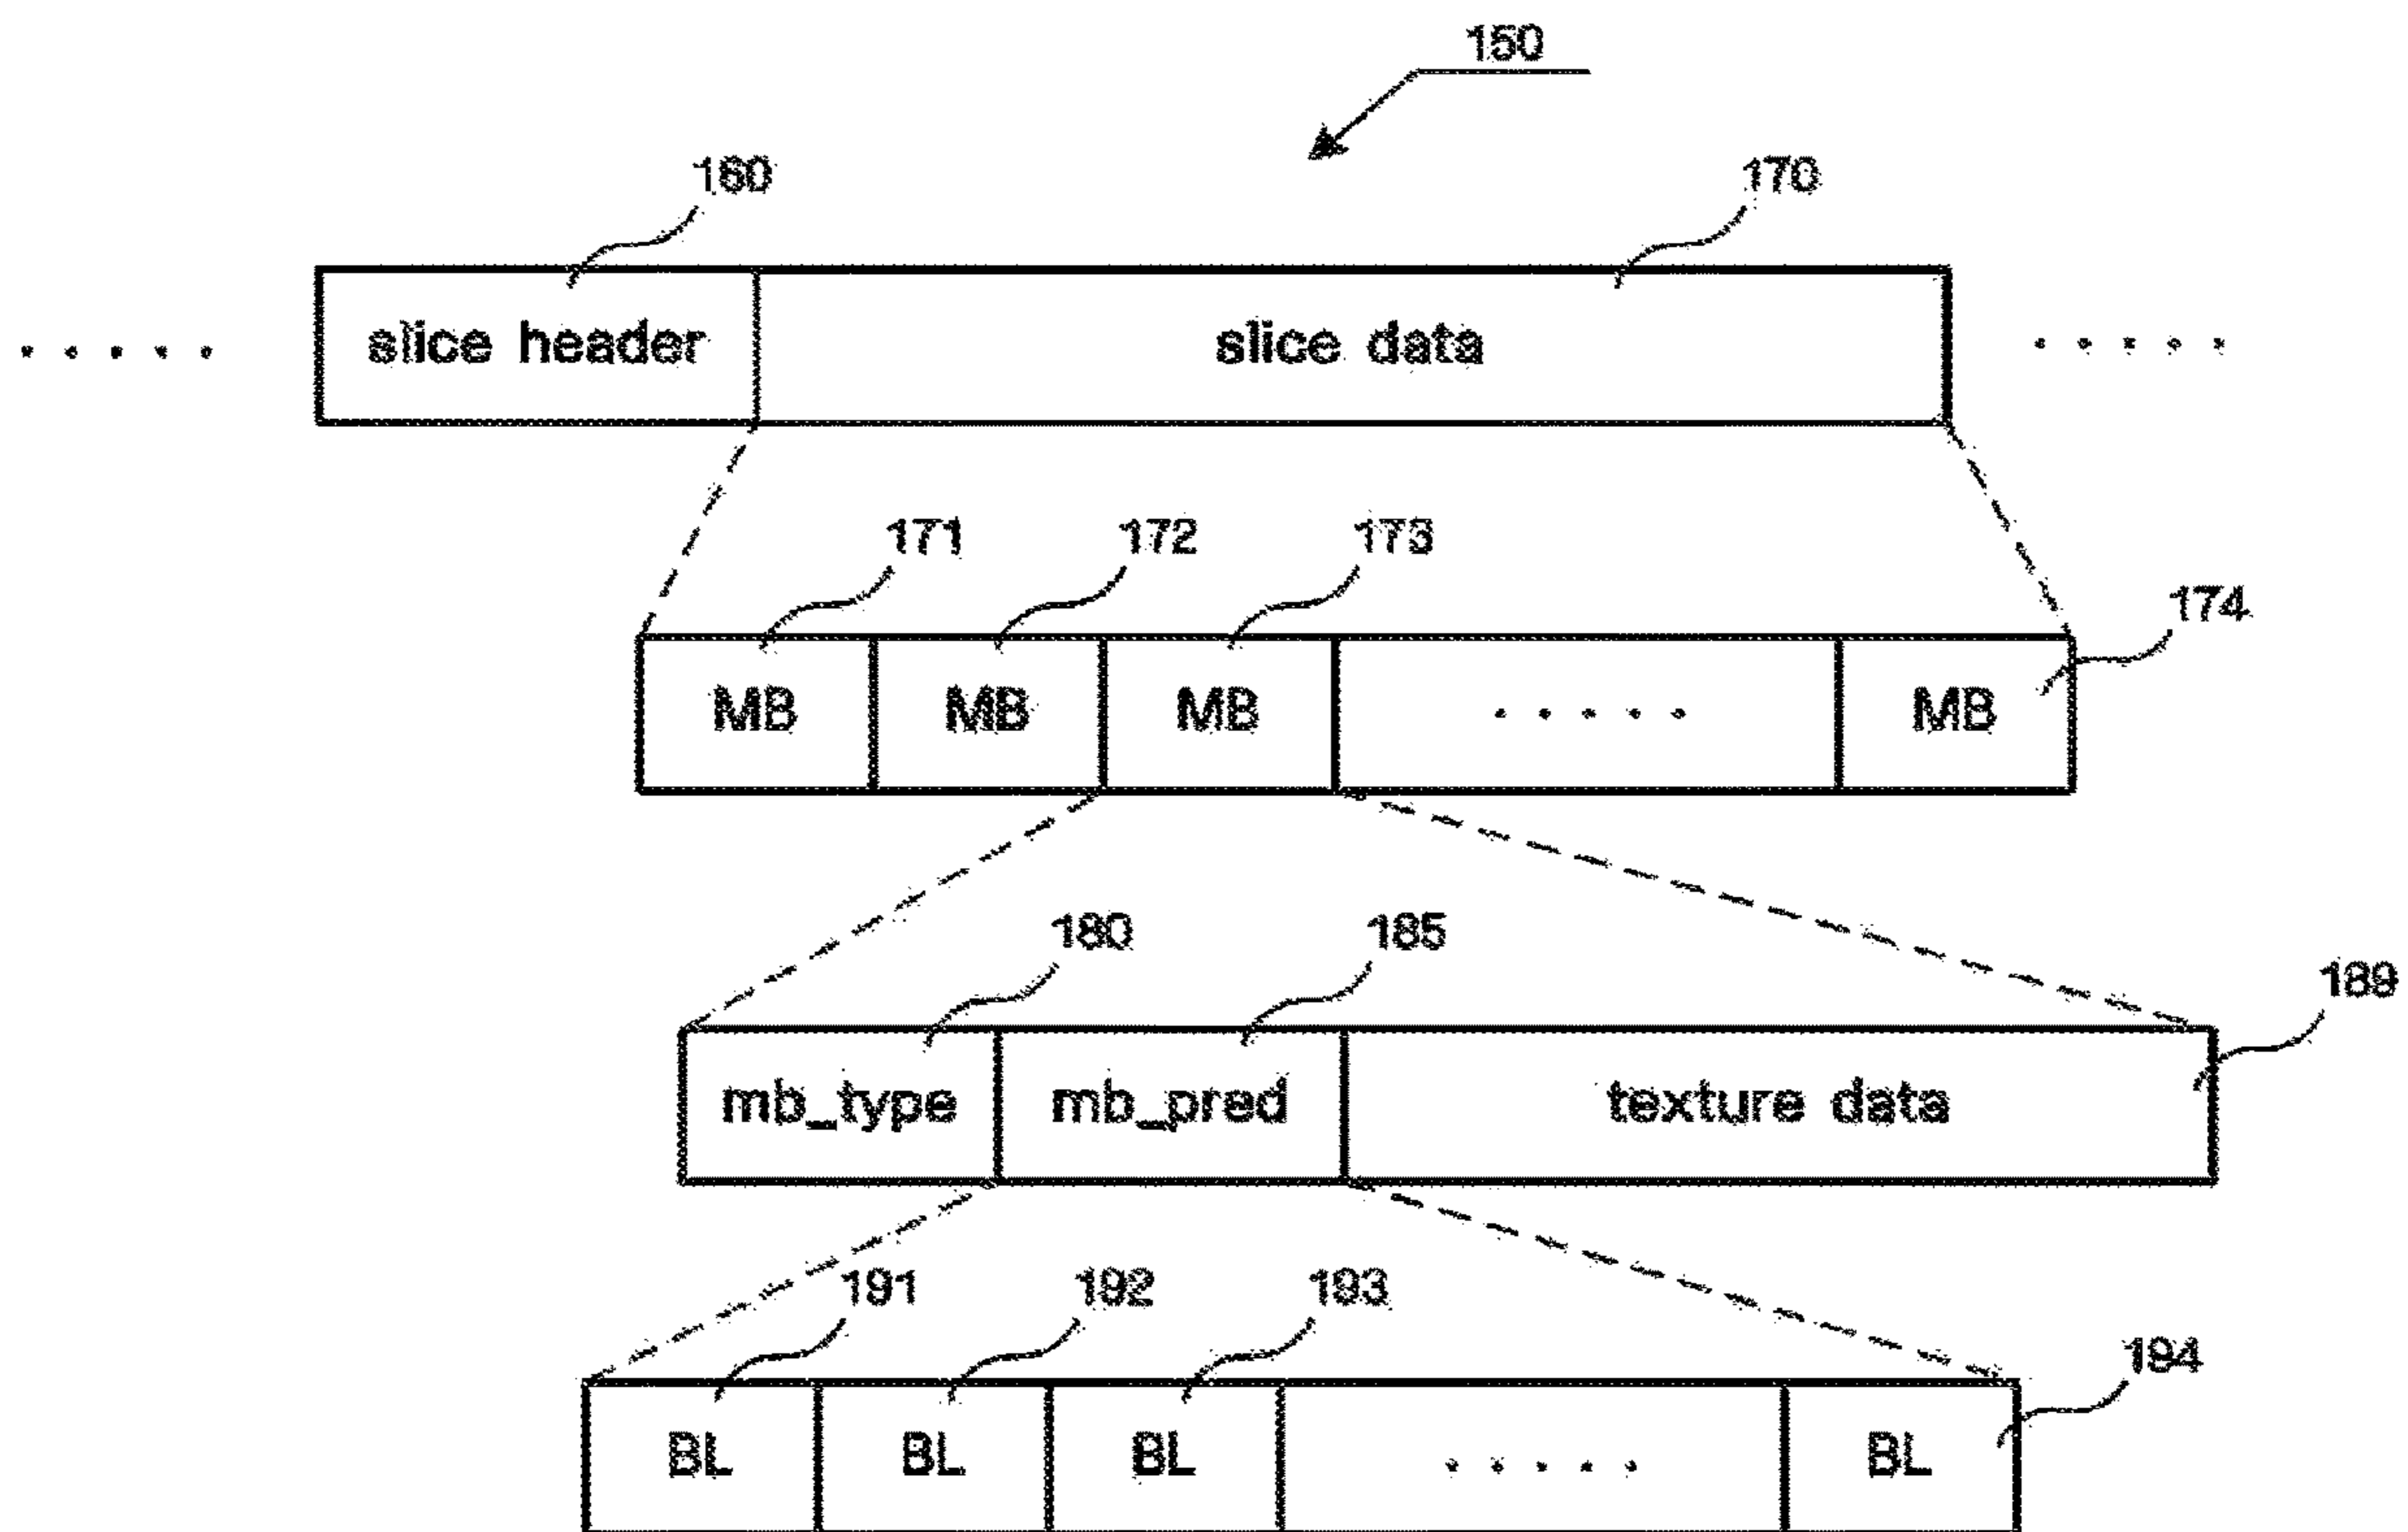 150
160 170
..... slice header slice data .....
171 172 173
174
MB MB MB ..... MB
180 185
189
mb_type mb_pred texture data
191 192 193
194
BL BL BL ..... BL